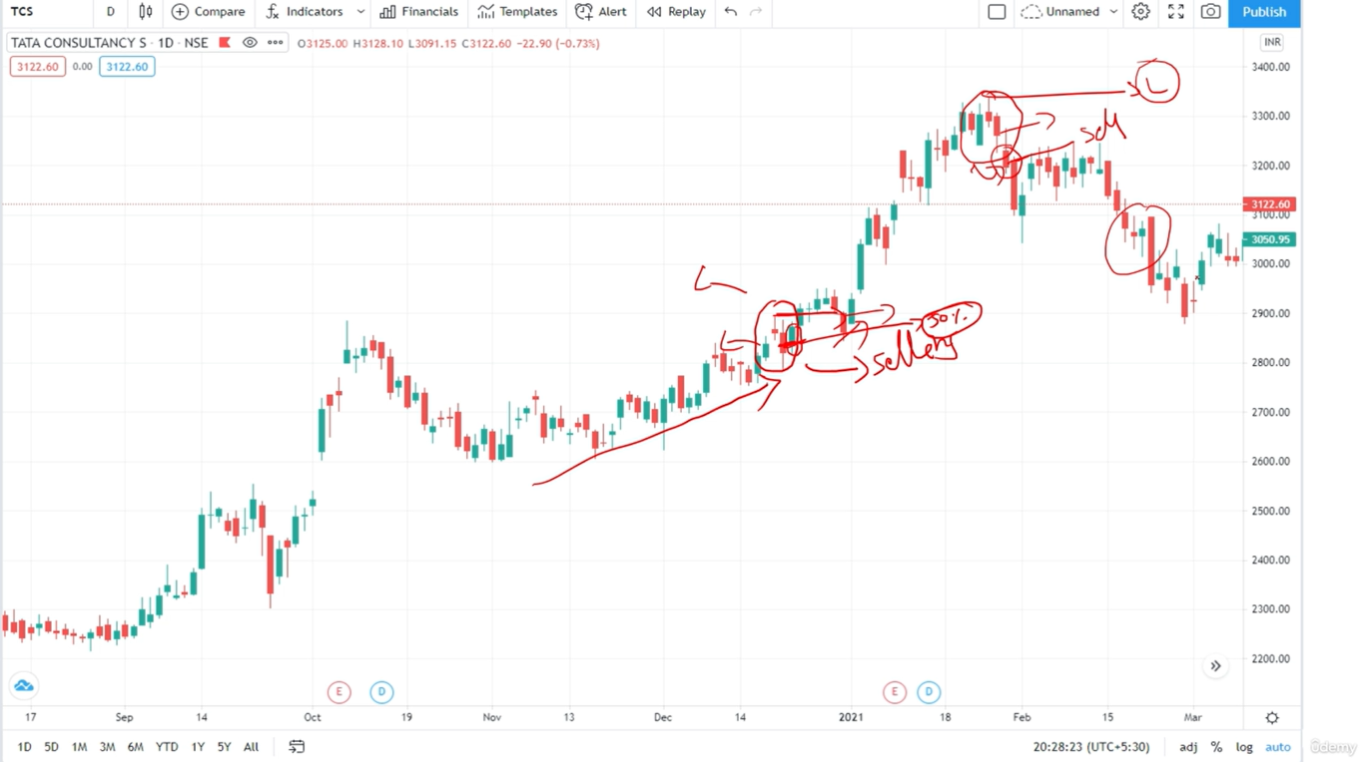 TCS D Compare Indicators Financials Templates Alert Replay Unnamed Publish
TATA CONSULTANCY S · 1D · NSE O3125.00 H3128.10 L3091.15 C3122.60 −22.90 (−0.73%) INR
3122.60 0.00 3122.60
3400.00
L
3300.00
sell
3200.00
3122.60
3100.00
3050.95
3000.00
2900.00
30%
sellers
2800.00
2700.00
2600.00
2500.00
2400.00
2300.00
2200.00
E D E D
17 Sep 14 Oct 19 Nov 13 Dec 14 2021 18 Feb 15 Mar
1D 5D 1M 3M 6M YTD 1Y 5Y All 20:28:23 (UTC+5:30) adj % log auto
ûdemy